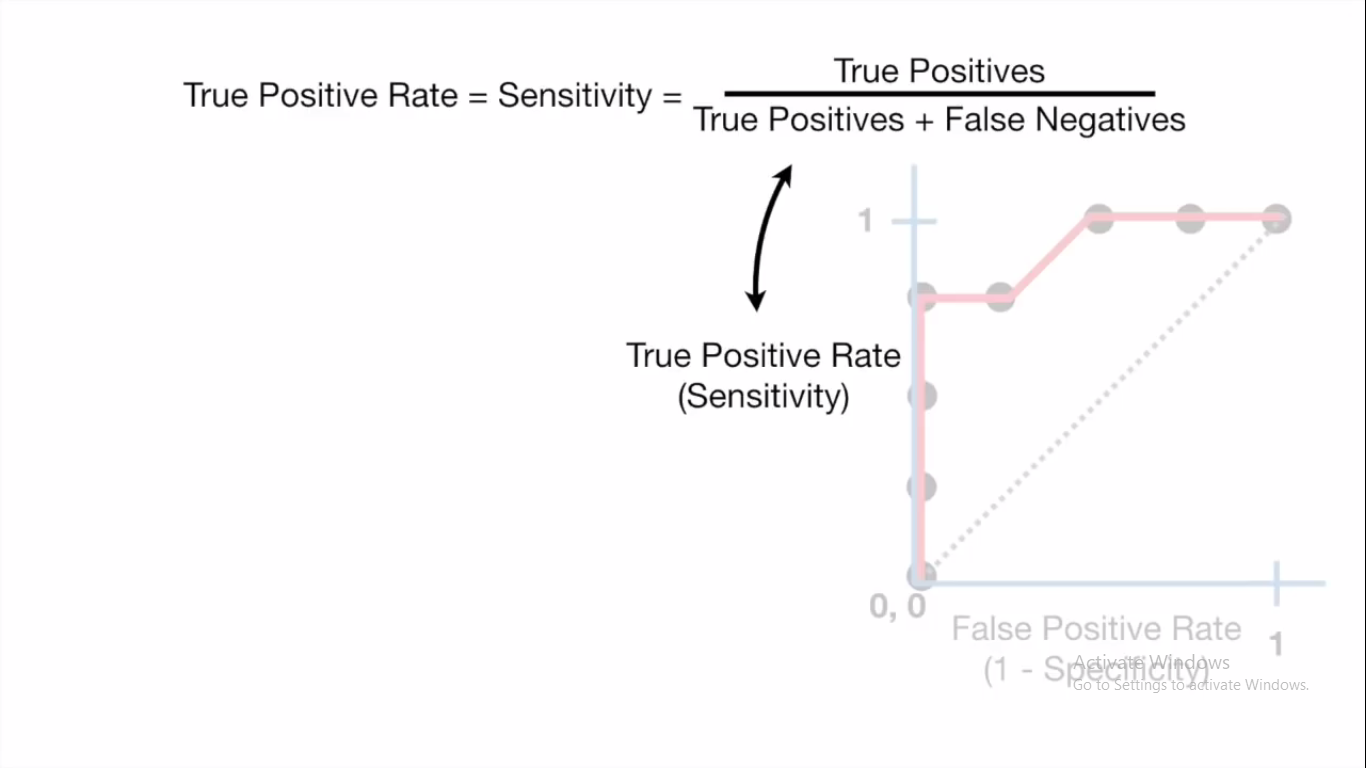 True Positives
True Positive Rate = Sensitivity =
True Positives + False Negatives
1
True Positive Rate
(Sensitivity)
0, 0
False Positive Rate
1
(1 - Specificity)
Activate Windows
Go to Settings to activate Windows.